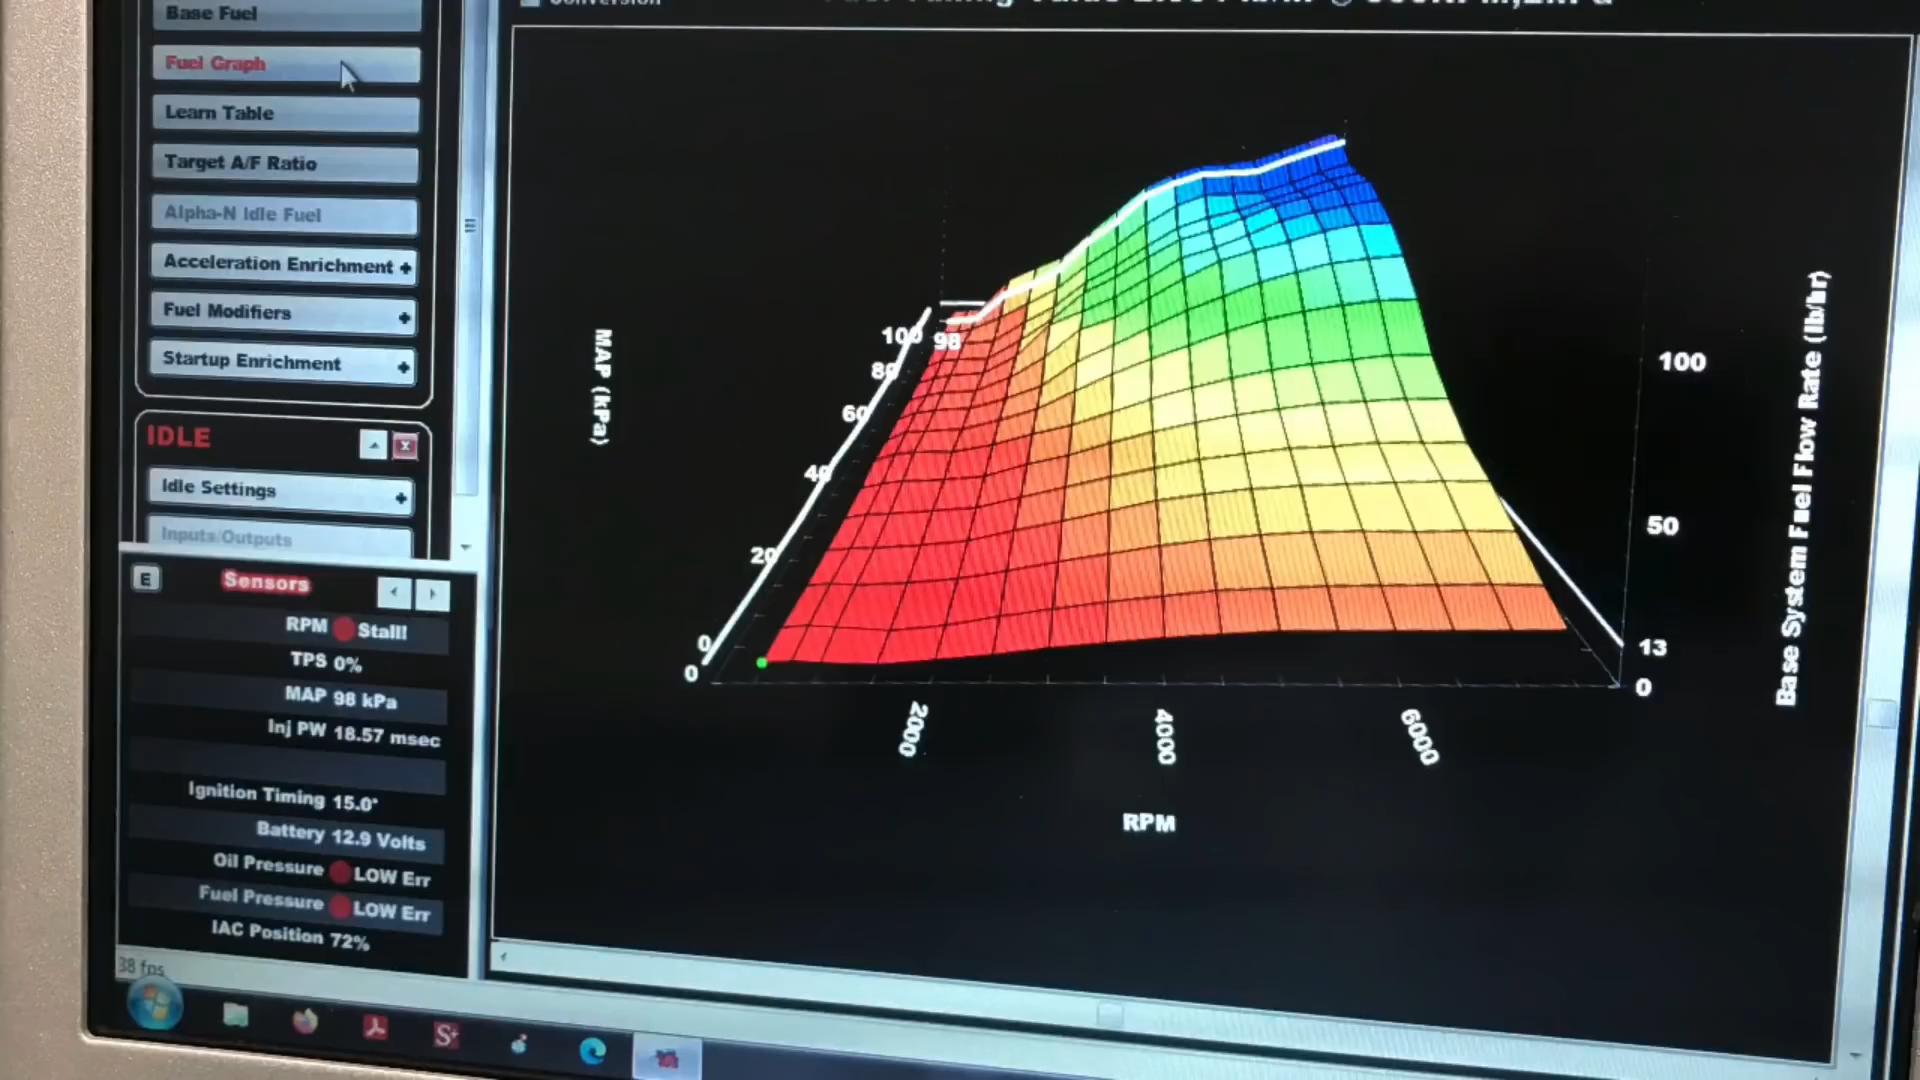 Base Fuel
Fuel Graph
Learn Table
Target A/F Ratio
Alpha-N Idle Fuel
Acceleration Enrichment +
Fuel Modifiers +
Startup Enrichment +
IDLE
Idle Settings +
Inputs/Outputs
E Sensors
RPM Stall!
TPS 0%
MAP 98 kPa
Inj PW 18.57 msec
Ignition Timing 15.0°
Battery 12.9 Volts
Oil Pressure LOW Err
Fuel Pressure LOW Err
IAC Position 72%
38 fps
Conversion
MAP (kPa)
100 98
80
60
40
20
0
0
2000
4000
6000
RPM
100
50
13
0
Base System Fuel Flow Rate (lb/hr)
S+